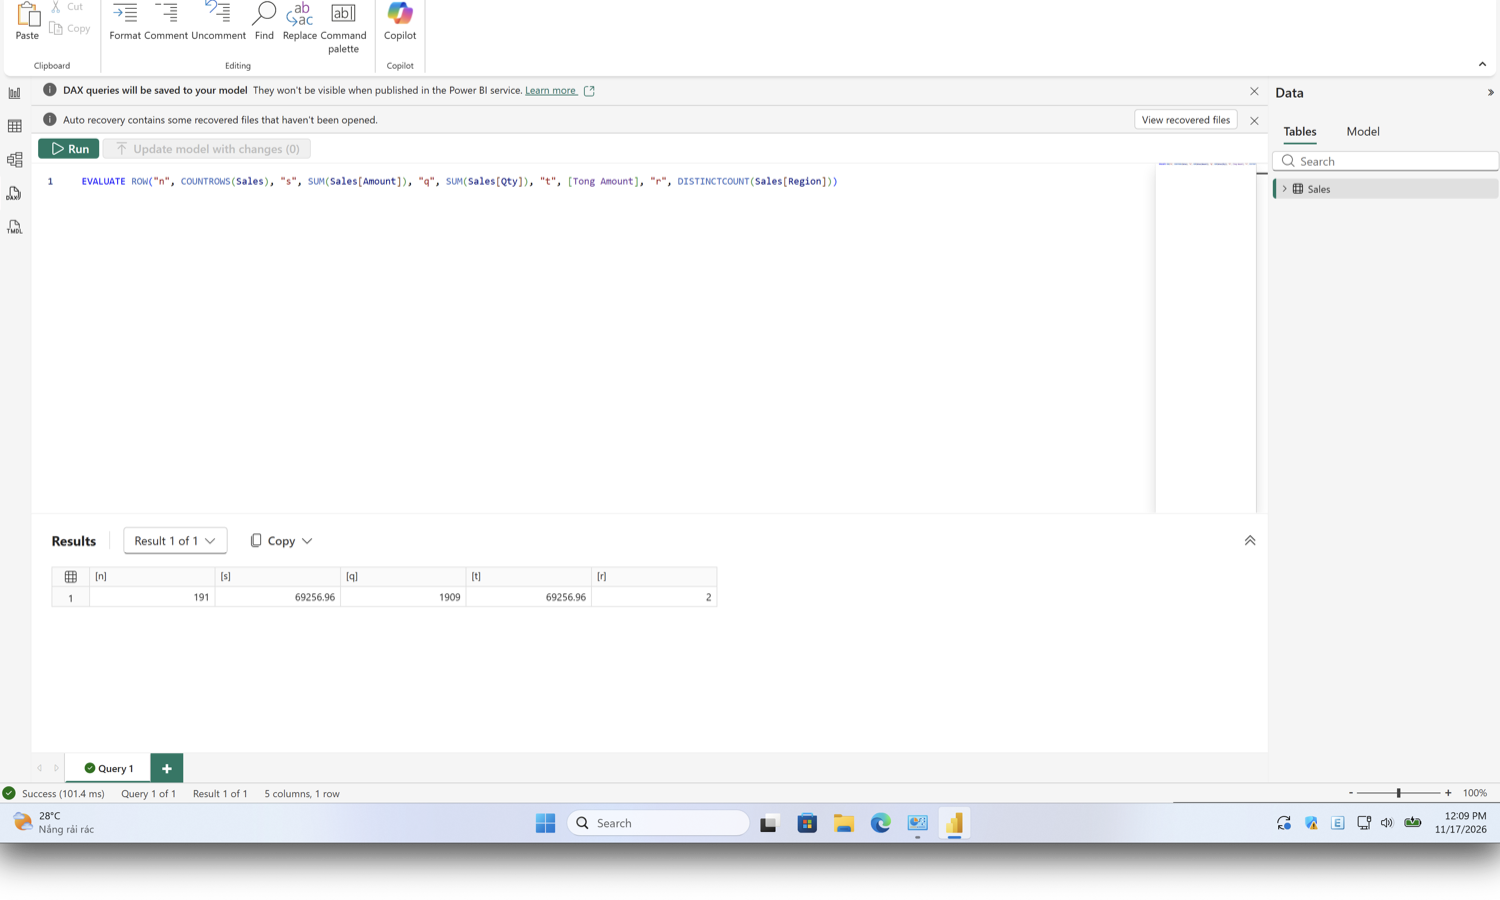 Paste
Cut
Copy
Format Comment Uncomment Find Replace Command palette
Copilot
Clipboard
Editing
Copilot
DAX queries will be saved to your model They won't be visible when published in the Power BI service. Learn more
Auto recovery contains some recovered files that haven't been opened.
View recovered files
Run
Update model with changes (0)
1 EVALUATE ROW("n", COUNTROWS(Sales), "s", SUM(Sales[Amount]), "q", SUM(Sales[Qty]), "t", [Tong Amount], "r", DISTINCTCOUNT(Sales[Region]))
DAX
TMDL
Data
Tables Model
Search
Sales
Results
Result 1 of 1
Copy
[n] [s] [q] [t] [r]
1 191 69256.96 1909 69256.96 2
Query 1
+
Success (101.4 ms) Query 1 of 1 Result 1 of 1 5 columns, 1 row
- + 100%
28°C
Nắng rải rác
Search
E
12:09 PM
11/17/2026